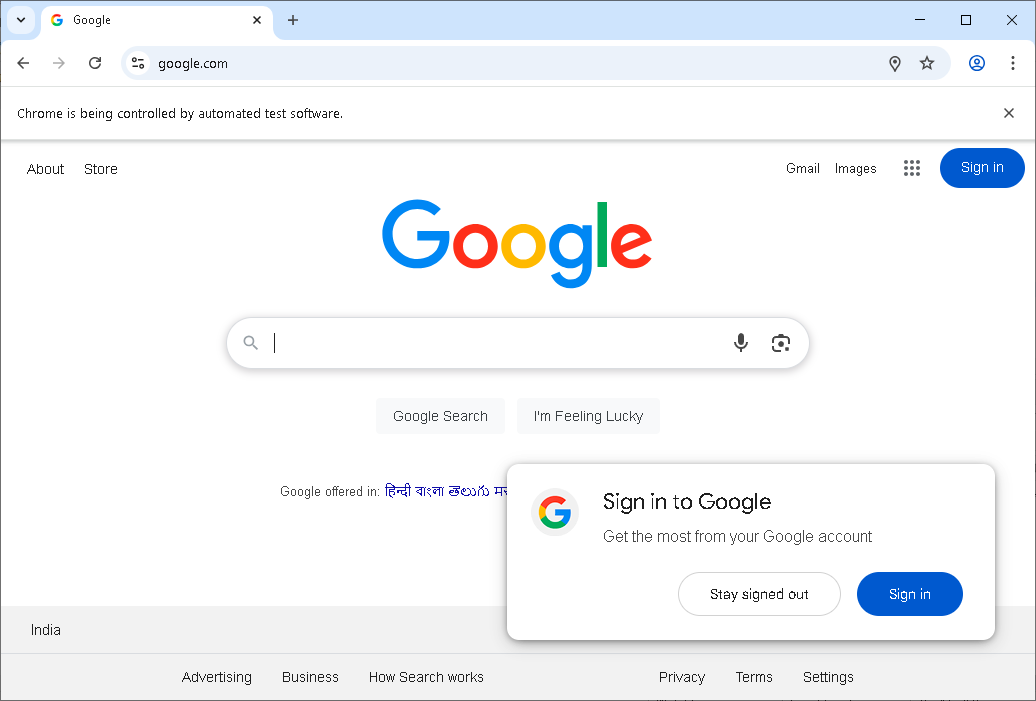 Google
google.com
Chrome is being controlled by automated test software.
About Store Gmail Images Sign in
Google
Google Search I'm Feeling Lucky
Google offered in: हिन्दी বাংলা తెలుగు
Sign in to Google
Get the most from your Google account
Stay signed out Sign in
India
Advertising Business How Search works Privacy Terms Settings